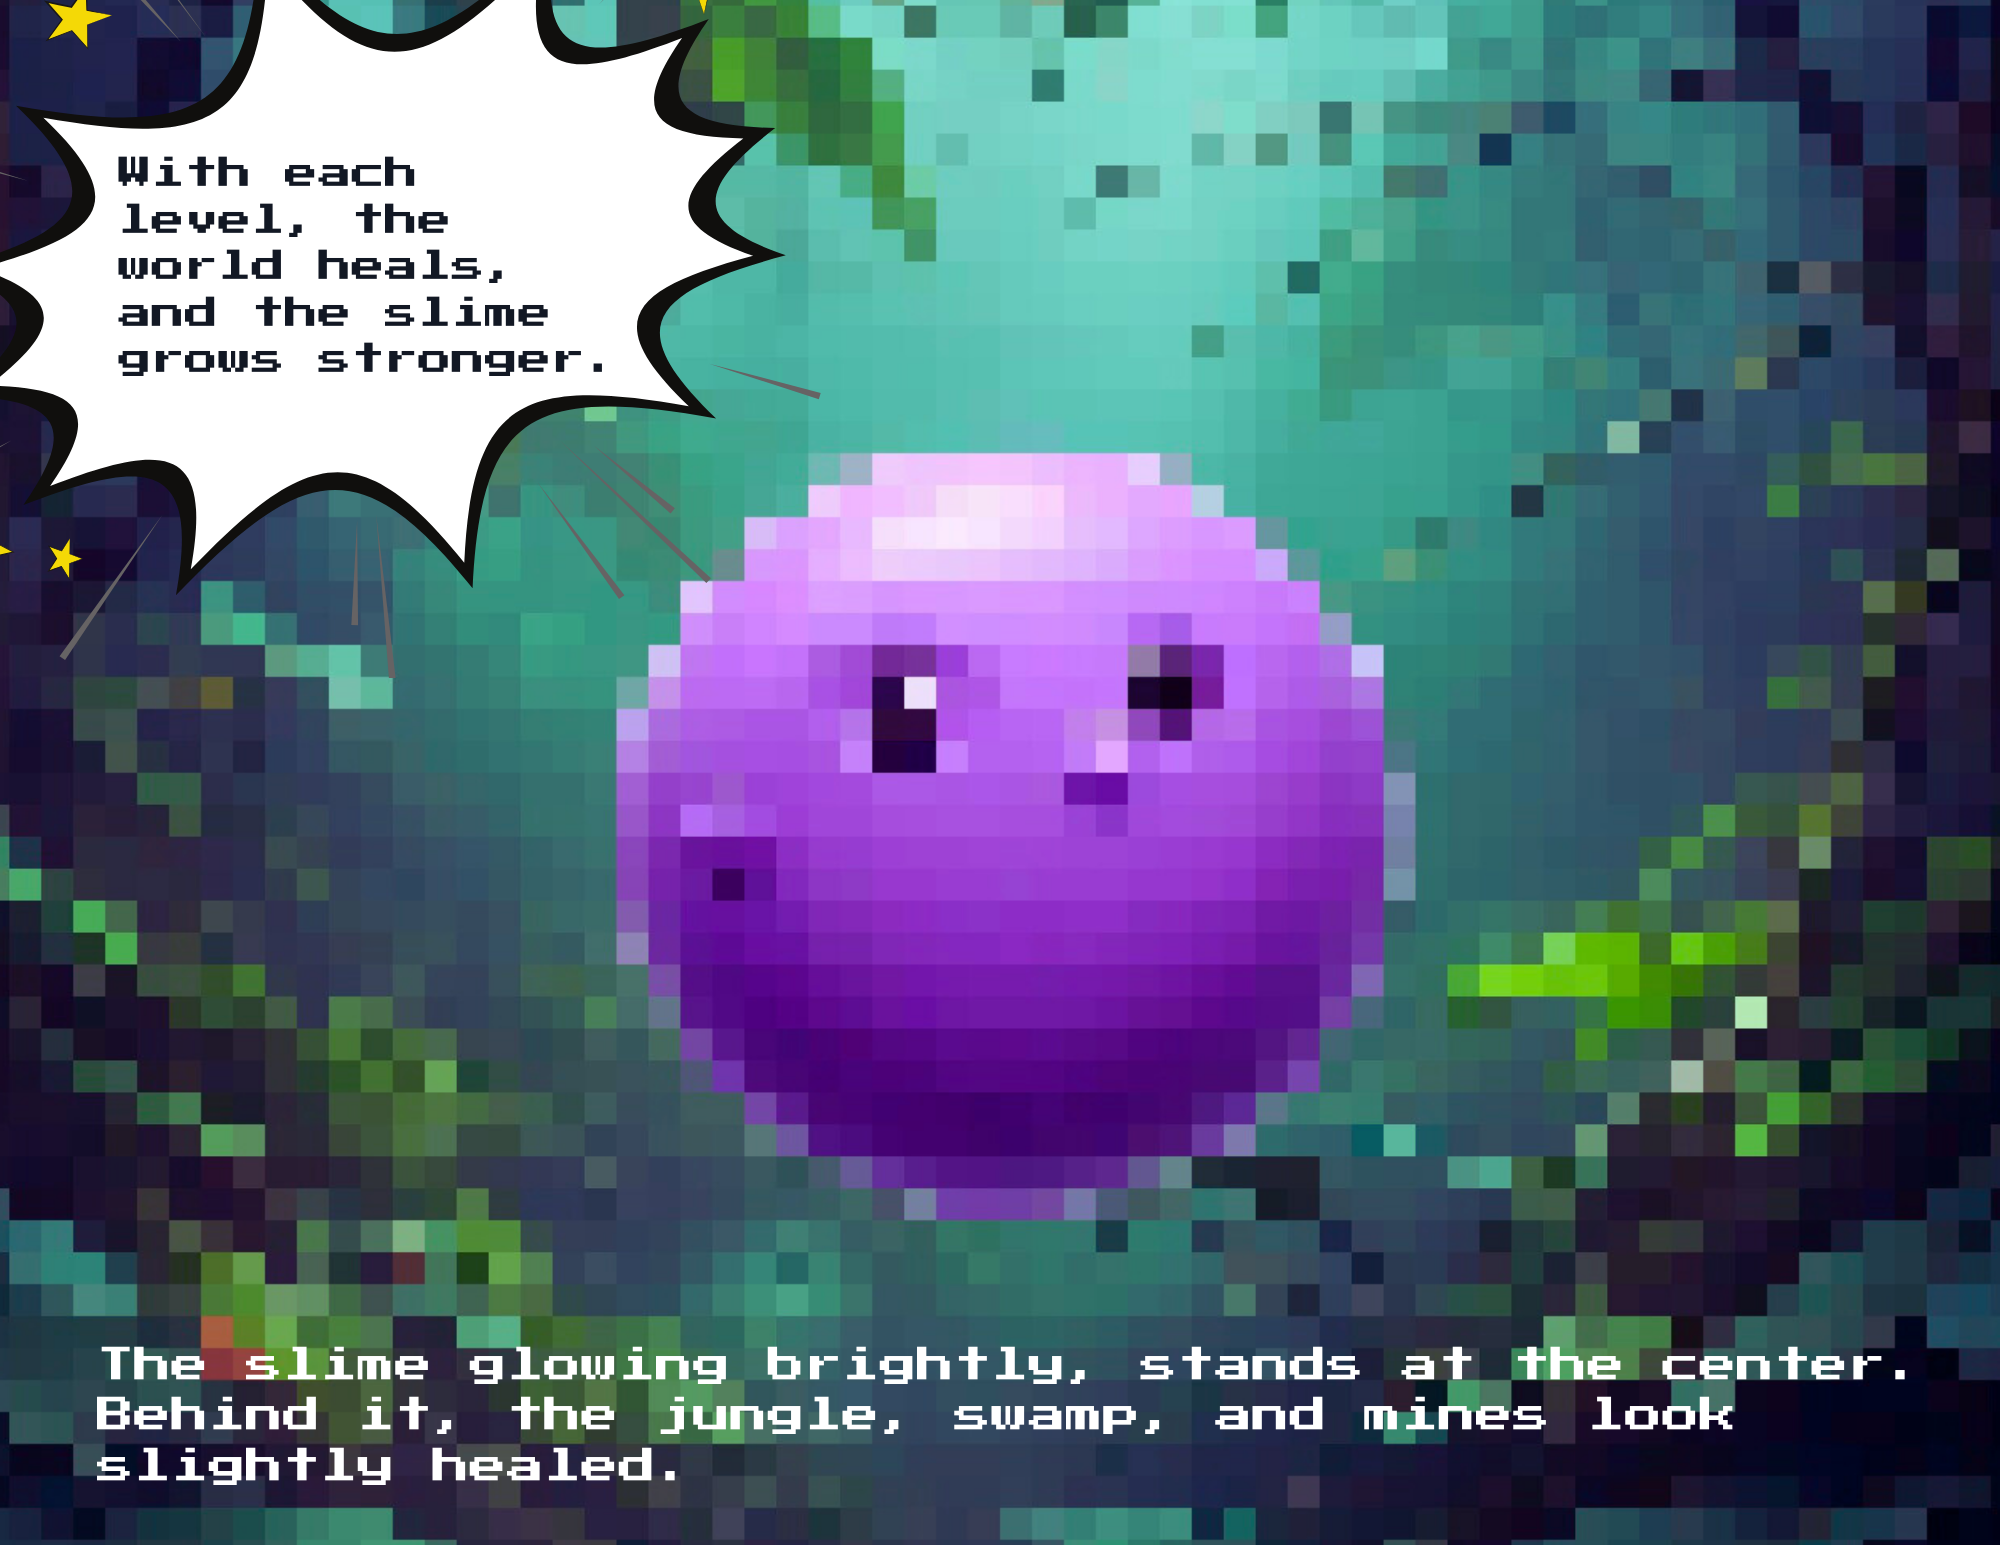 With each
level, the
world heals,
and the slime
grows stronger.
The slime glowing brightly, stands at the center.
Behind it, the jungle, swamp, and mines look
slightly healed.